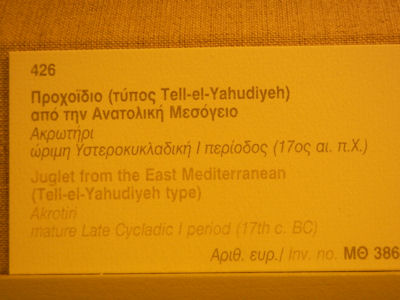 426
Προχοΐδιο (τύπος Tell-el-Yahudiyeh)
από την Ανατολική Μεσόγειο
Ακρωτήρι
ώριμη Υστεροκυκλαδική Ι περίοδος (17ος αι. π.Χ.)
Juglet from the East Mediterranean
(Tell-el-Yahudiyeh type)
Akrotiri
mature Late Cycladic I period (17th c. BC)
Αριθ. ευρ./ Inv. no. ΜΘ 386